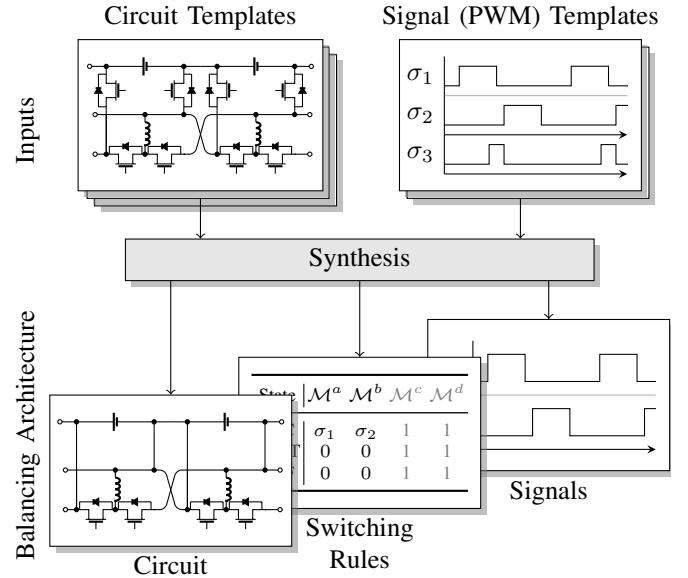 Circuit Templates
Signal (PWM) Templates
Inputs
σ1
σ2
σ3
Synthesis
Balancing Architecture
State 𝓜ᵃ 𝓜ᵇ 𝓜ᶜ 𝓜ᵈ
σ1 σ2 1 1
0 0 1 1
0 0 1 1
Signals
Switching
Rules
Circuit